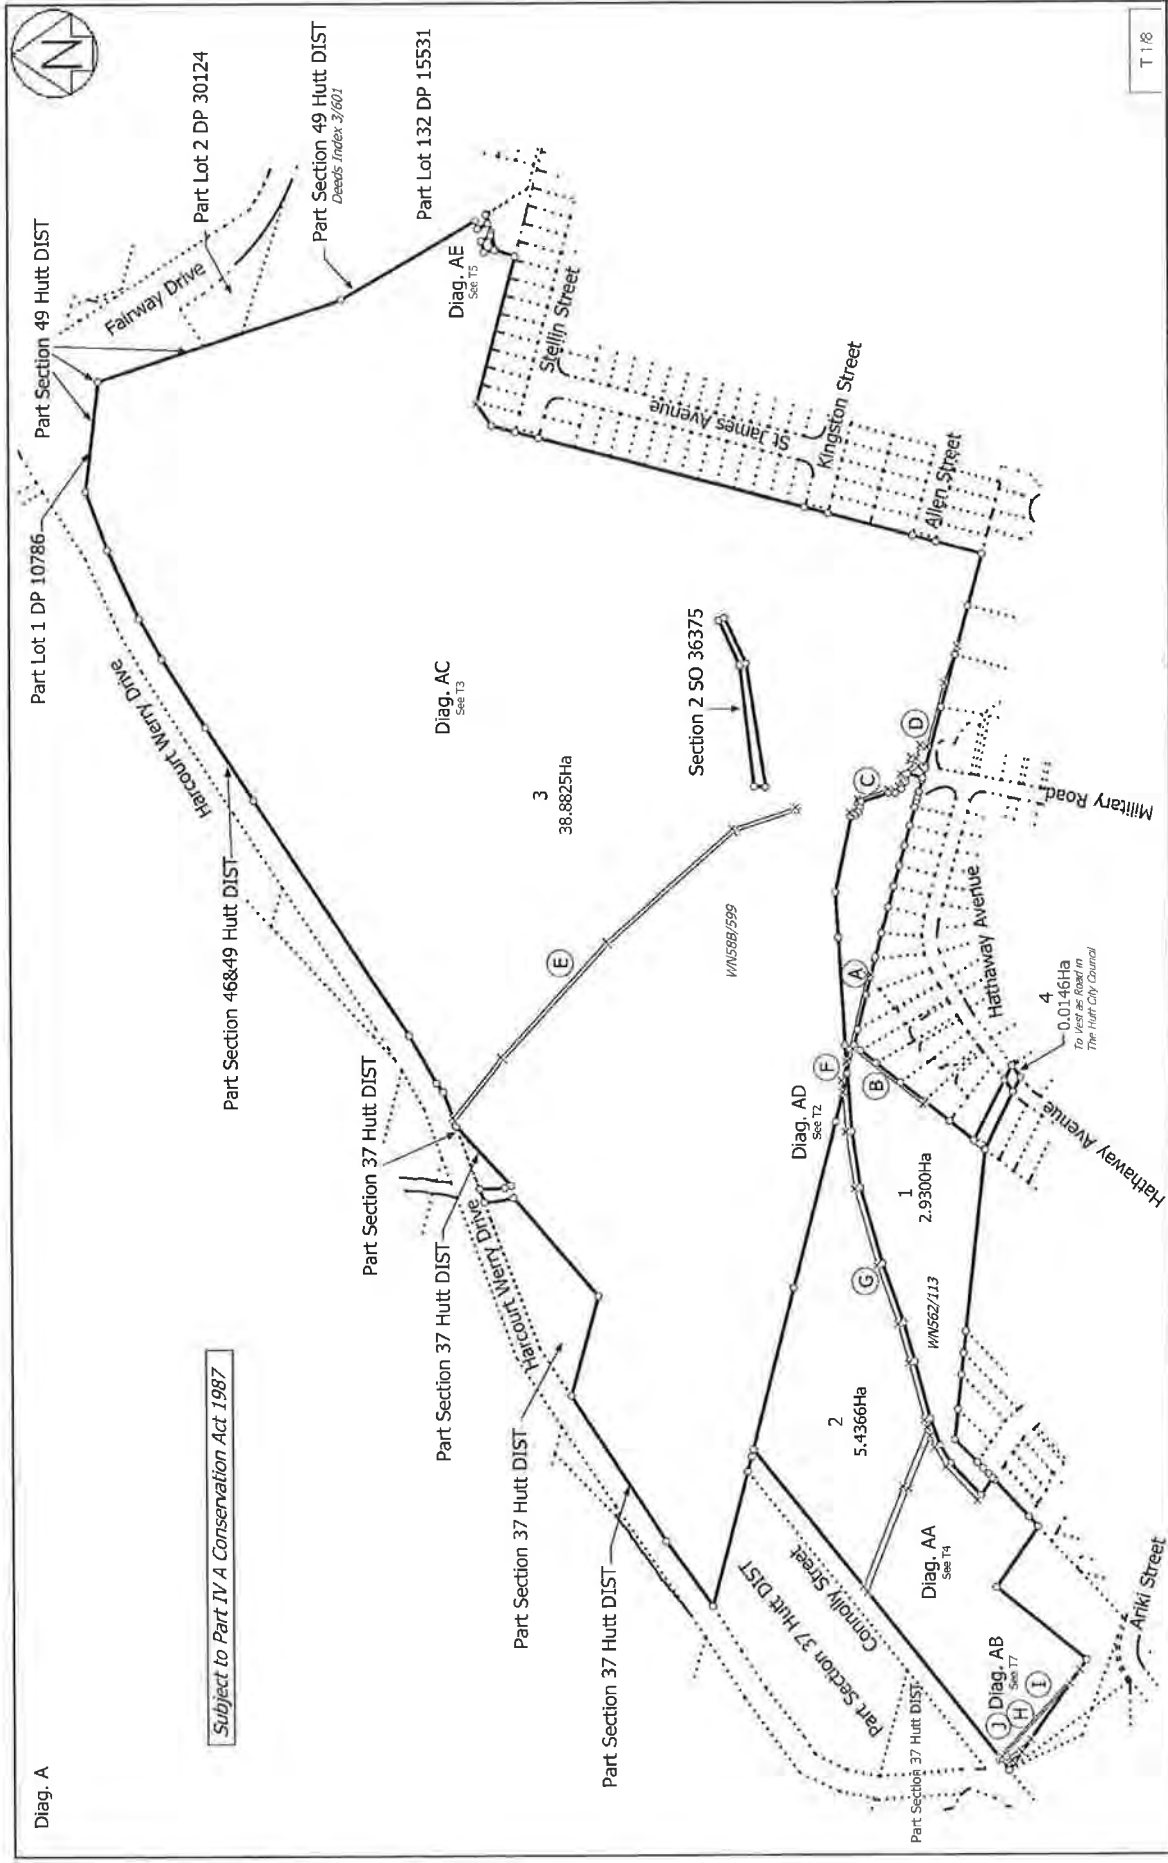 Diag. A
Subject to Part IV A Conservation Act 1987
N
T 1/8
Part Lot 1 DP 10786
Part Section 49 Hutt DIST
Fairway Drive
Part Lot 2 DP 30124
Part Section 49 Hutt DIST
Deeds Index 3/601
Part Lot 132 DP 15531
Harcourt Werry Drive
Part Section 46&49 Hutt DIST
Part Section 37 Hutt DIST
Part Section 37 Hutt DIST
Harcourt Werry Drive
Part Section 37 Hutt DIST
Part Section 37 Hutt DIST
Diag. AE
See T5
Stellin Street
St James Avenue
Kingston Street
Allen Street
Diag. AC
See T3
3
38.8825Ha
Section 2 SO 36375
E
WN58B/599
C
D
Military Road
A
Hathaway Avenue
F
B
Diag. AD
See T2
4
0.0146Ha
To Vest as Road in
The Hutt City Council
Hathaway Avenue
1
2.9300Ha
G
WN562/113
2
5.4366Ha
Part Section 37 Hutt DIST
Connolly Street
Diag. AA
See T4
Part Section 37 Hutt DIST
J
Diag. AB
See T7
H
I
Ariki Street